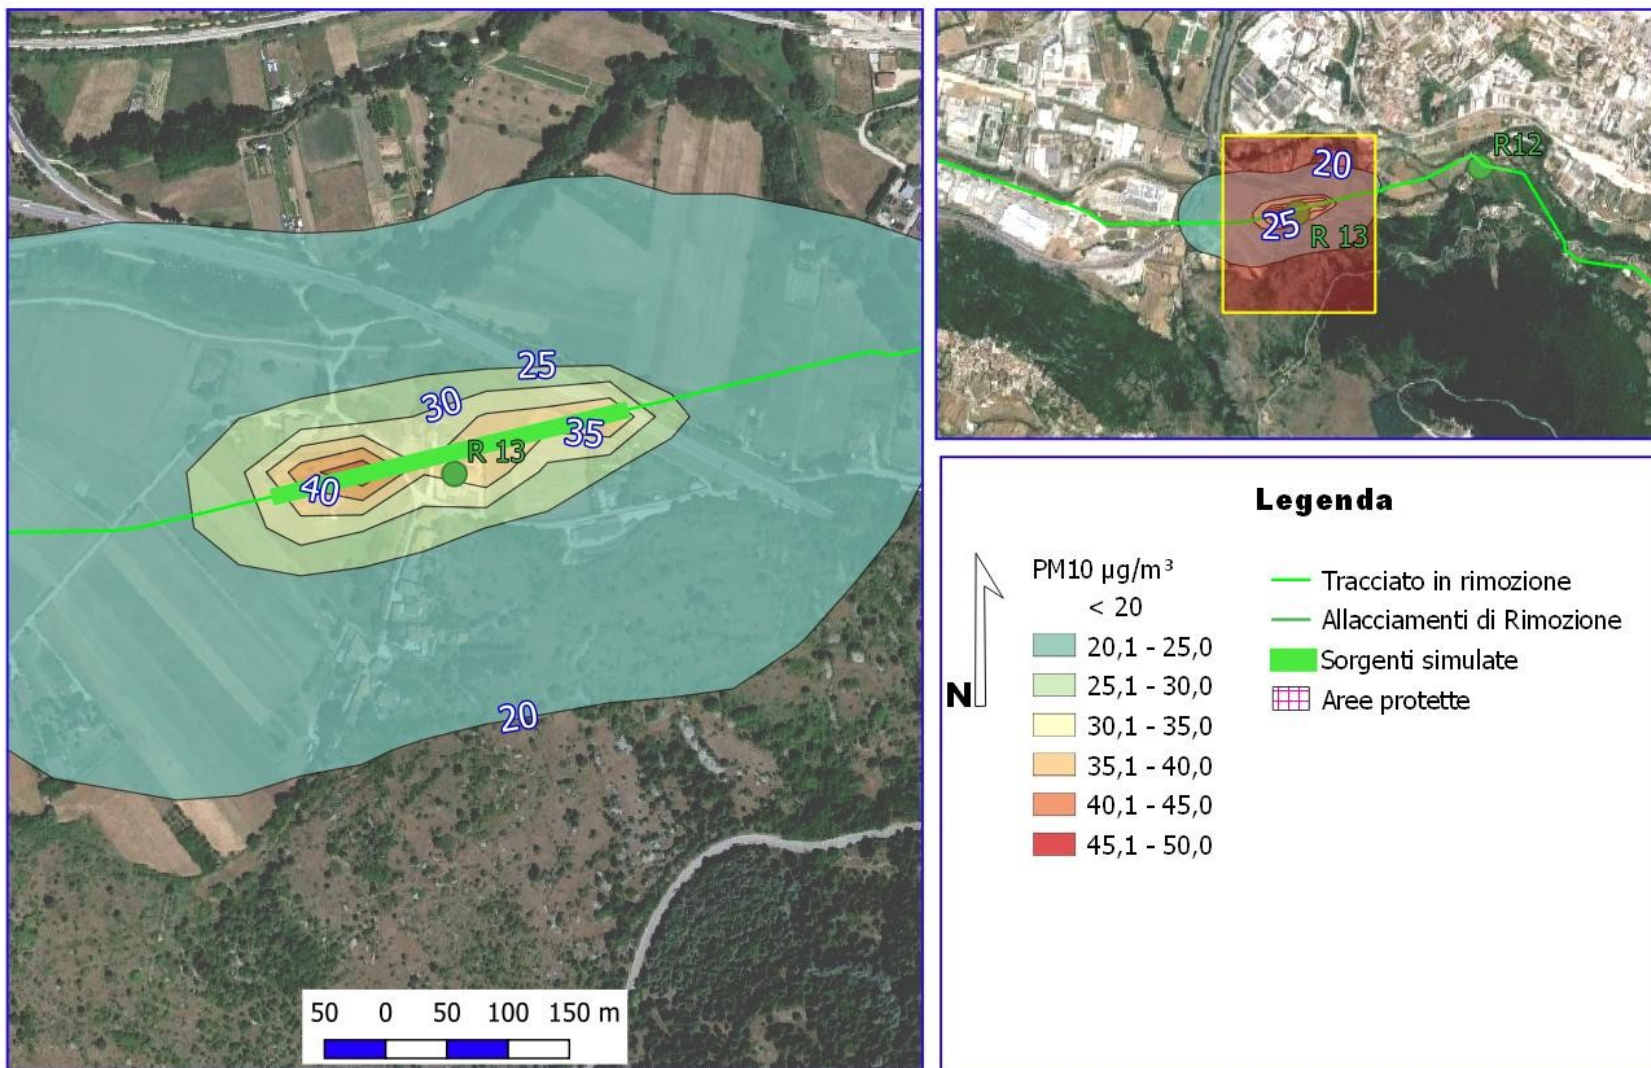 25
30
35
R 13
40
20
50 0 50 100 150 m
R12
20
25
R 13
Legenda
N
PM10 µg/m³
< 20
20,1 - 25,0
25,1 - 30,0
30,1 - 35,0
35,1 - 40,0
40,1 - 45,0
45,1 - 50,0
Tracciato in rimozione
Allacciamenti di Rimozione
Sorgenti simulate
Aree protette